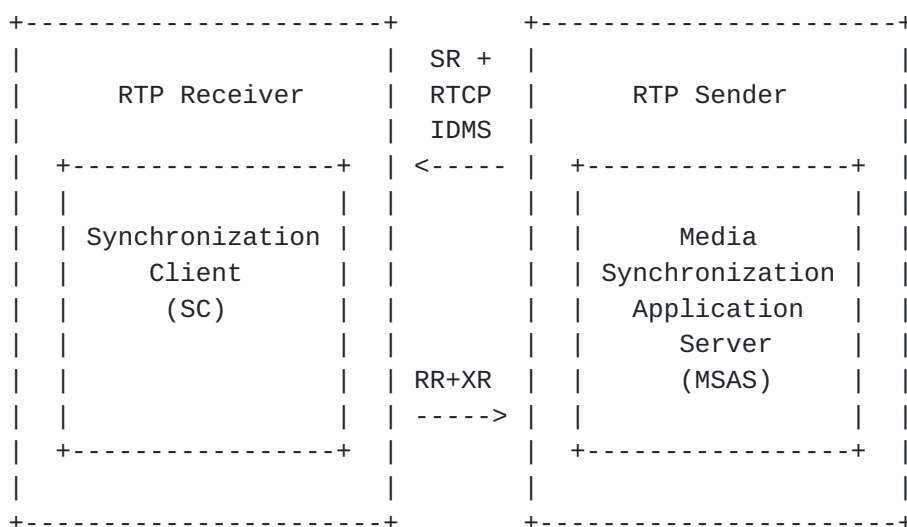 SR +
RTP Receiver RTCP RTP Sender
IDMS
<-----
Synchronization Media
Client Synchronization
(SC) Application
Server
RR+XR (MSAS)
----->